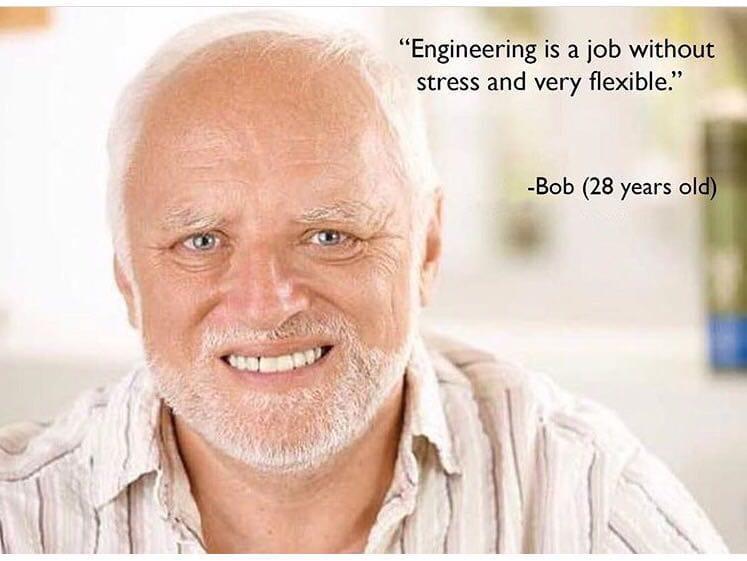 “Engineering is a job without
stress and very flexible.”
-Bob (28 years old)